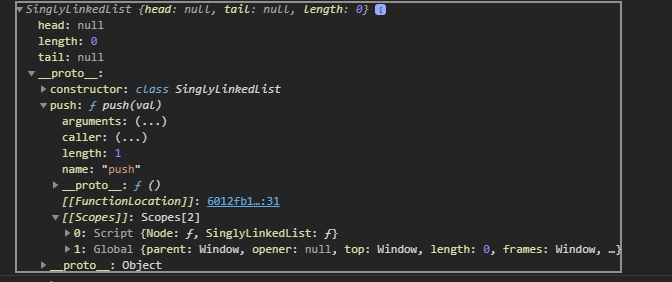 SinglyLinkedList {head: null, tail: null, length: 0} i
head: null
length: 0
tail: null
__proto__:
constructor: class SinglyLinkedList
push: ƒ push(val)
arguments: (...)
caller: (...)
length: 1
name: "push"
__proto__: ƒ ()
[[FunctionLocation]]: 6012fb1…:31
[[Scopes]]: Scopes[2]
0: Script {Node: ƒ, SinglyLinkedList: ƒ}
1: Global {parent: Window, opener: null, top: Window, length: 0, frames: Window, …}
__proto__: Object